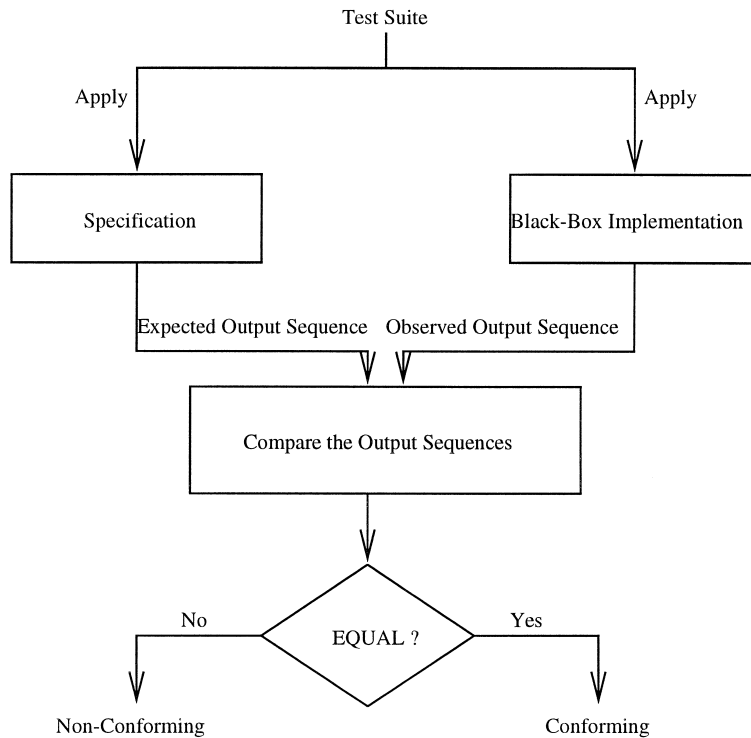 Test Suite
Apply
Apply
Specification
Black-Box Implementation
Expected Output Sequence
Observed Output Sequence
Compare the Output Sequences
No
Yes
EQUAL ?
Non-Conforming
Conforming